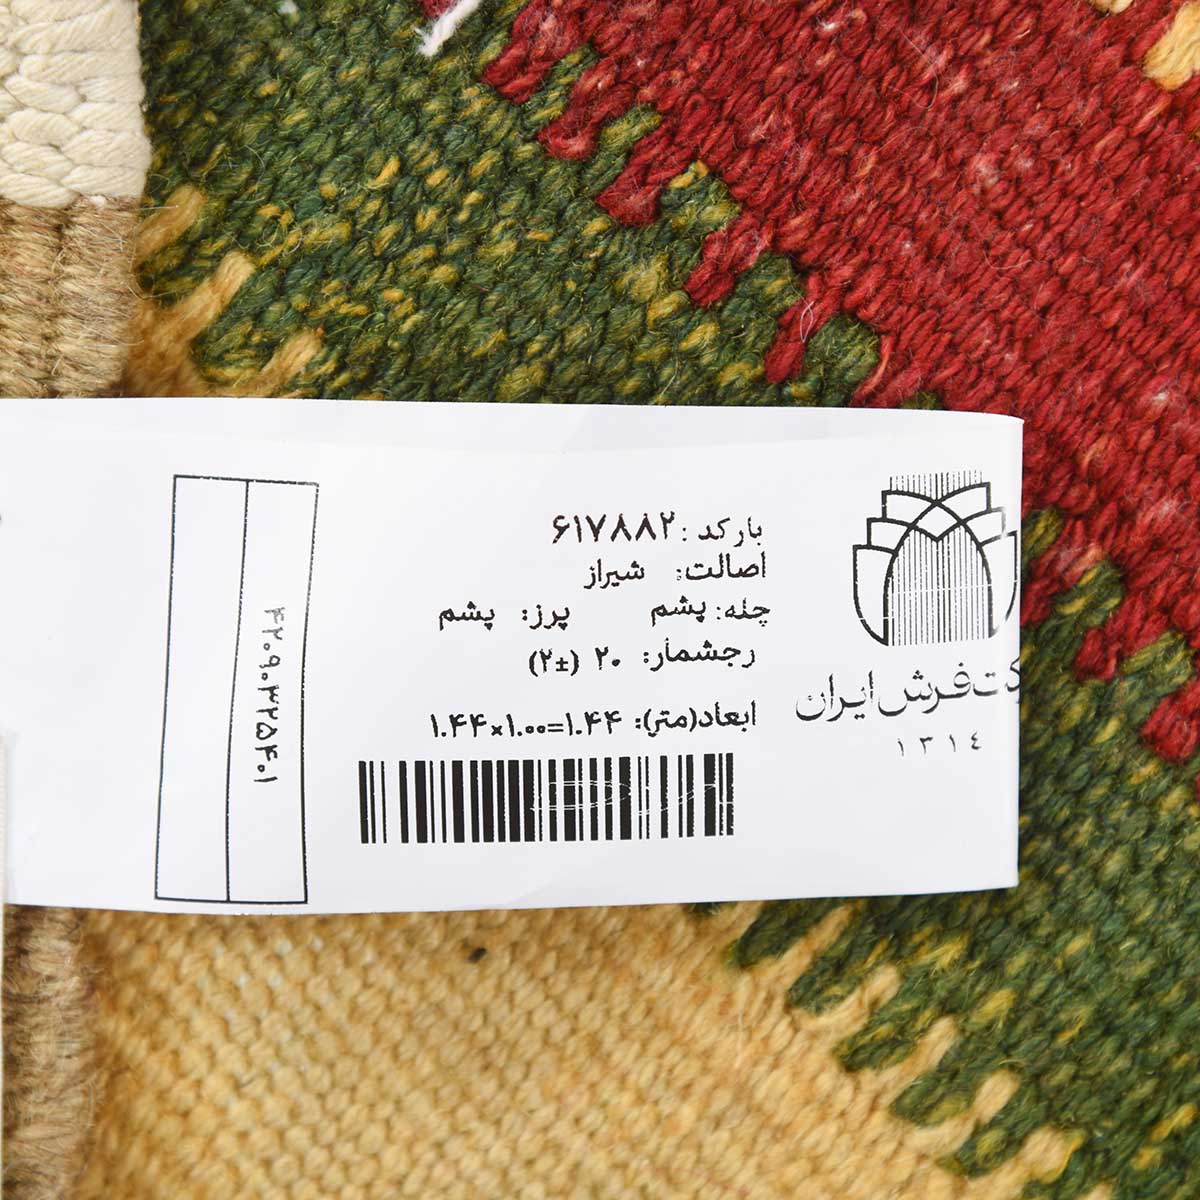 بارکد: ۶۱۷۸۸۲
اصالت: شیراز
چله: پشم پرز: پشم
رجشمار: ۲۰ (±۲)
ابعاد(متر): ۱.۴۴×۱.۰۰=۱.۴۴
فرش ایران
۱۳۱٤
۴۲۰۹۰۳۲۵۴۰۱